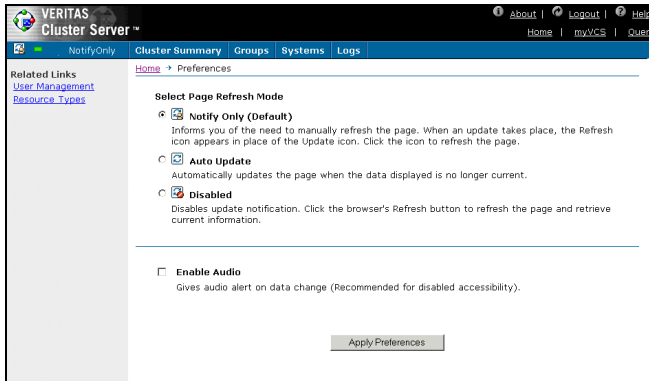 VERITAS
Cluster Server ™
About | Logout | Help
Home | myVCS | Quer
NotifyOnly
Cluster Summary Groups Systems Logs
Related Links
User Management
Resource Types
Home → Preferences
Select Page Refresh Mode
Notify Only (Default)
Informs you of the need to manually refresh the page. When an update takes place, the Refresh
icon appears in place of the Update icon. Click the icon to refresh the page.
Auto Update
Automatically updates the page when the data displayed is no longer current.
Disabled
Disables update notification. Click the browser's Refresh button to refresh the page and retrieve
current information.
Enable Audio
Gives audio alert on data change (Recommended for disabled accessibility).
Apply Preferences